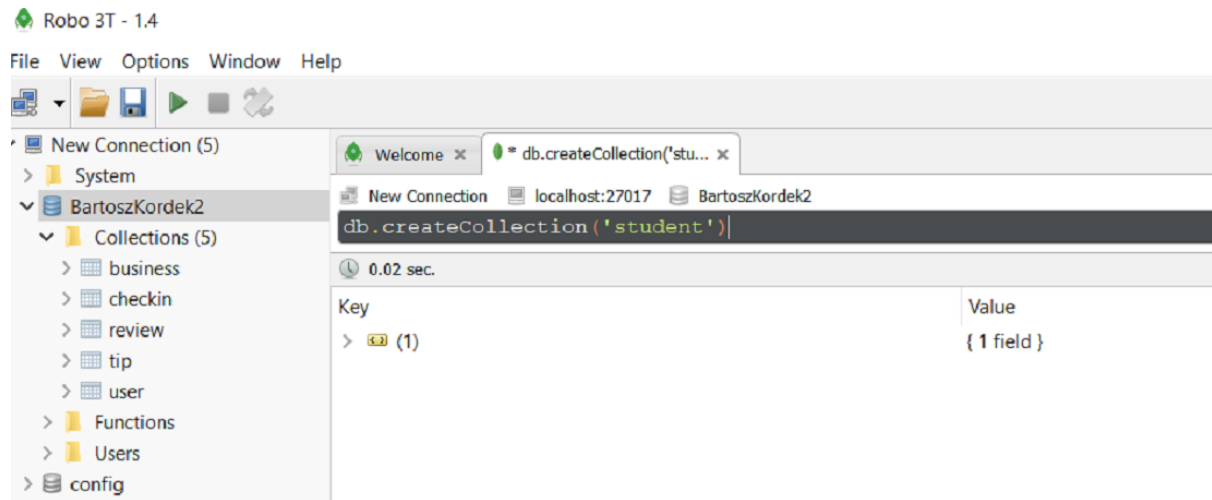 Robo 3T - 1.4
File View Options Window Help
New Connection (5)
System
BartoszKordek2
Collections (5)
business
checkin
review
tip
user
Functions
Users
config
Welcome
* db.createCollection('stu...
New Connection localhost:27017 BartoszKordek2
db.createCollection('student')
0.02 sec.
Key Value
(1) { 1 field }